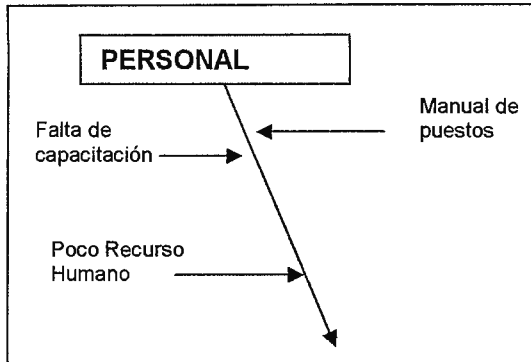 PERSONAL
Manual de
puestos
Falta de
capacitación
Poco Recurso
Humano